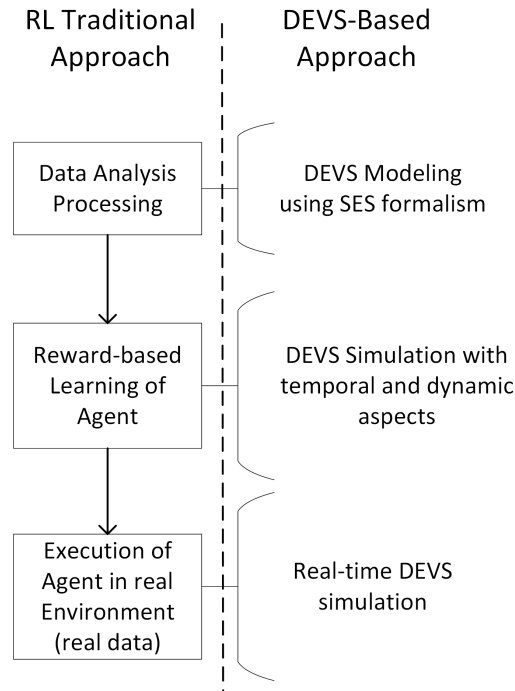 RL Traditional
Approach
DEVS-Based
Approach
Data Analysis
Processing
DEVS Modeling
using SES formalism
Reward-based
Learning of
Agent
DEVS Simulation with
temporal and dynamic
aspects
Execution of
Agent in real
Environment
(real data)
Real-time DEVS
simulation